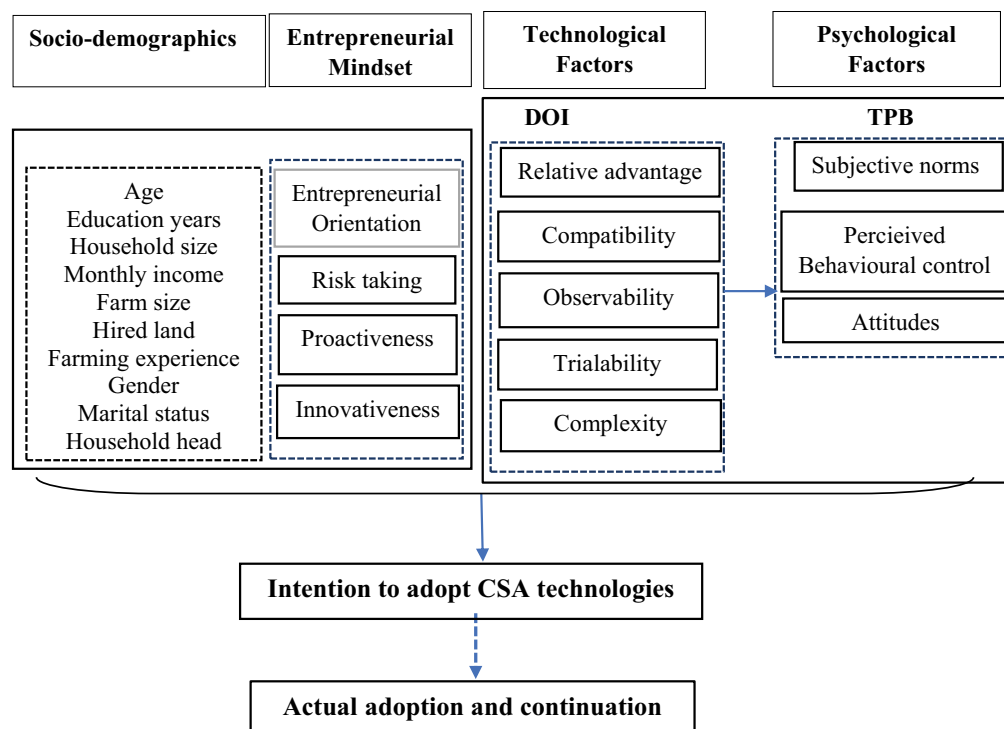 Socio-demographics
Entrepreneurial
Mindset
Technological
Factors
Psychological
Factors
DOI
TPB
Age
Education years
Household size
Monthly income
Farm size
Hired land
Farming experience
Gender
Marital status
Household head
Entrepreneurial
Orientation
Risk taking
Proactiveness
Innovativeness
Relative advantage
Compatibility
Observability
Trialability
Complexity
Subjective norms
Percieived
Behavioural control
Attitudes
Intention to adopt CSA technologies
Actual adoption and continuation